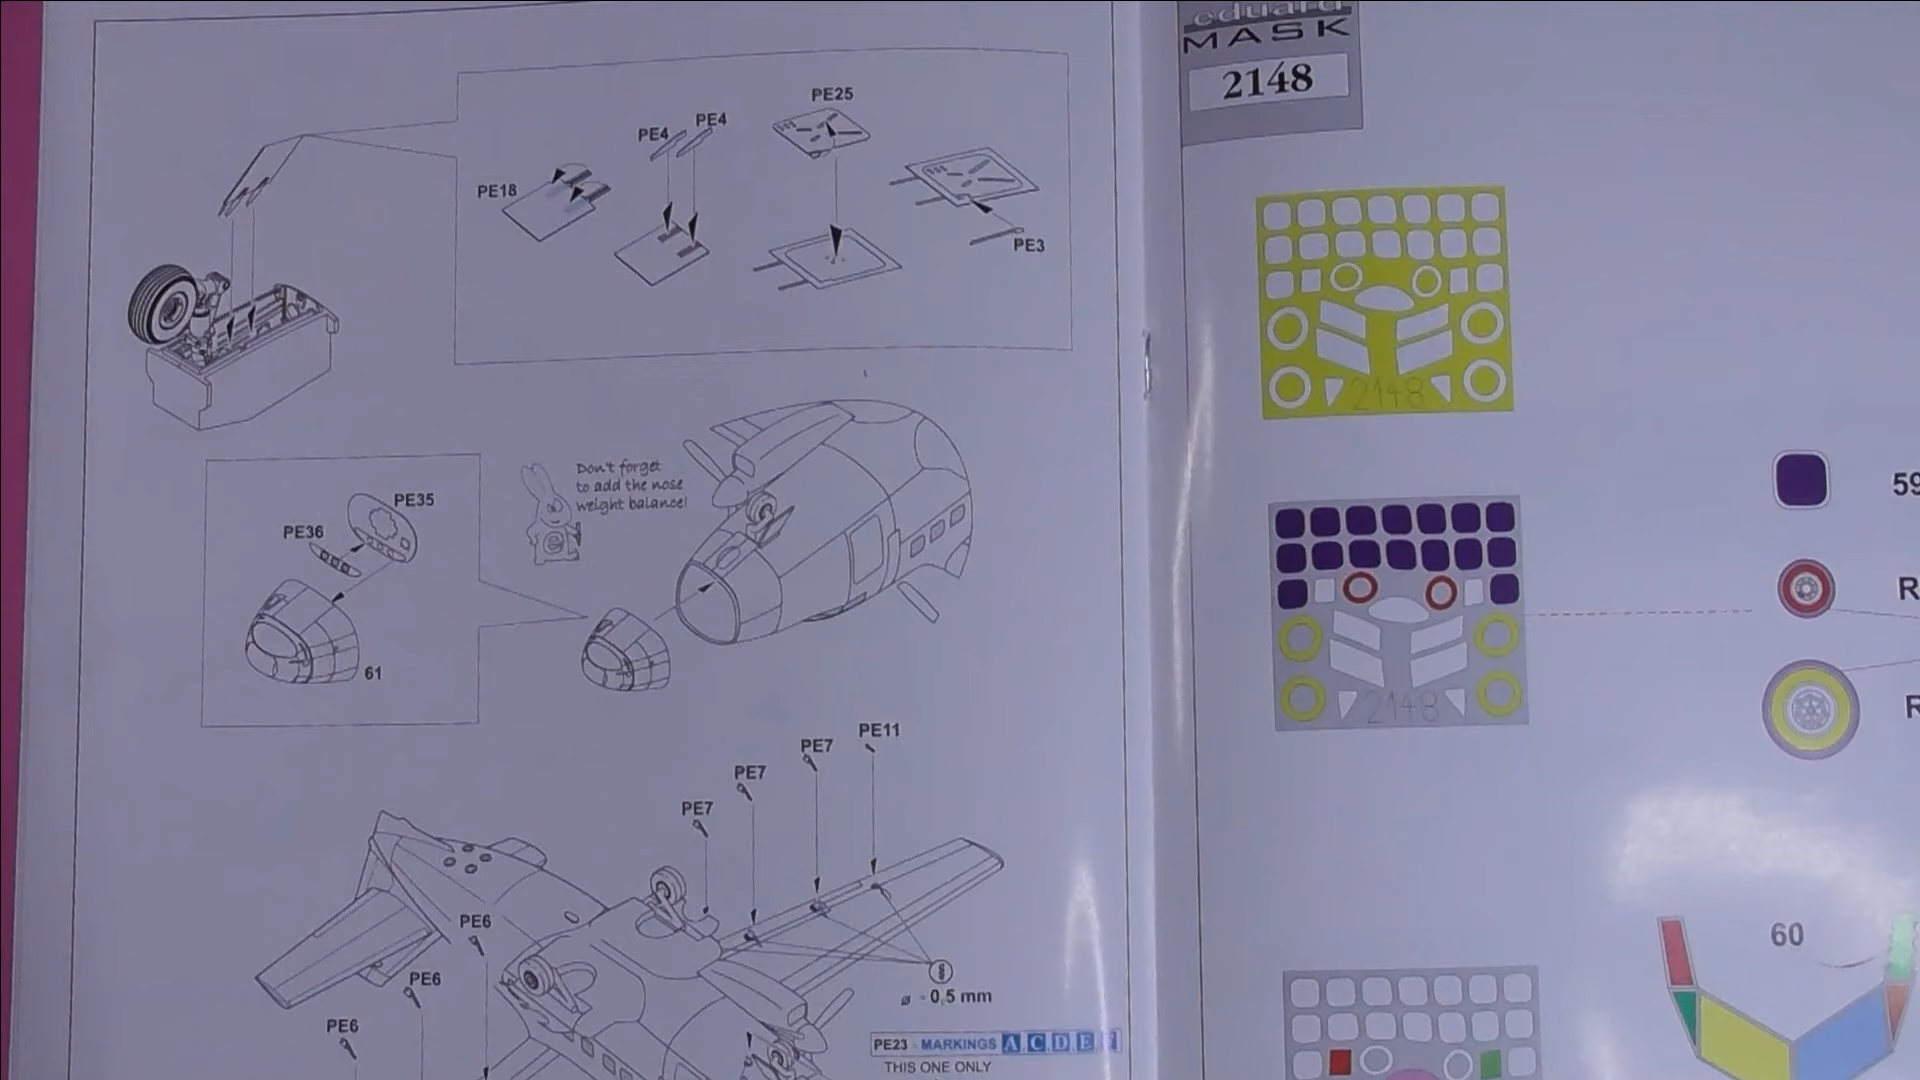 PE25
PE4
PE4
PE18
PE3
Don't forget
to add the nose
weight balance!
PE35
PE36
e
61
PE11
PE7
PE7
PE7
PE6
PE6
PE6
ø - 0,5 mm
PE23 - MARKINGS A C D E
THIS ONE ONLY
eduard
MASK
2148
2148
59
R
2148
R
60